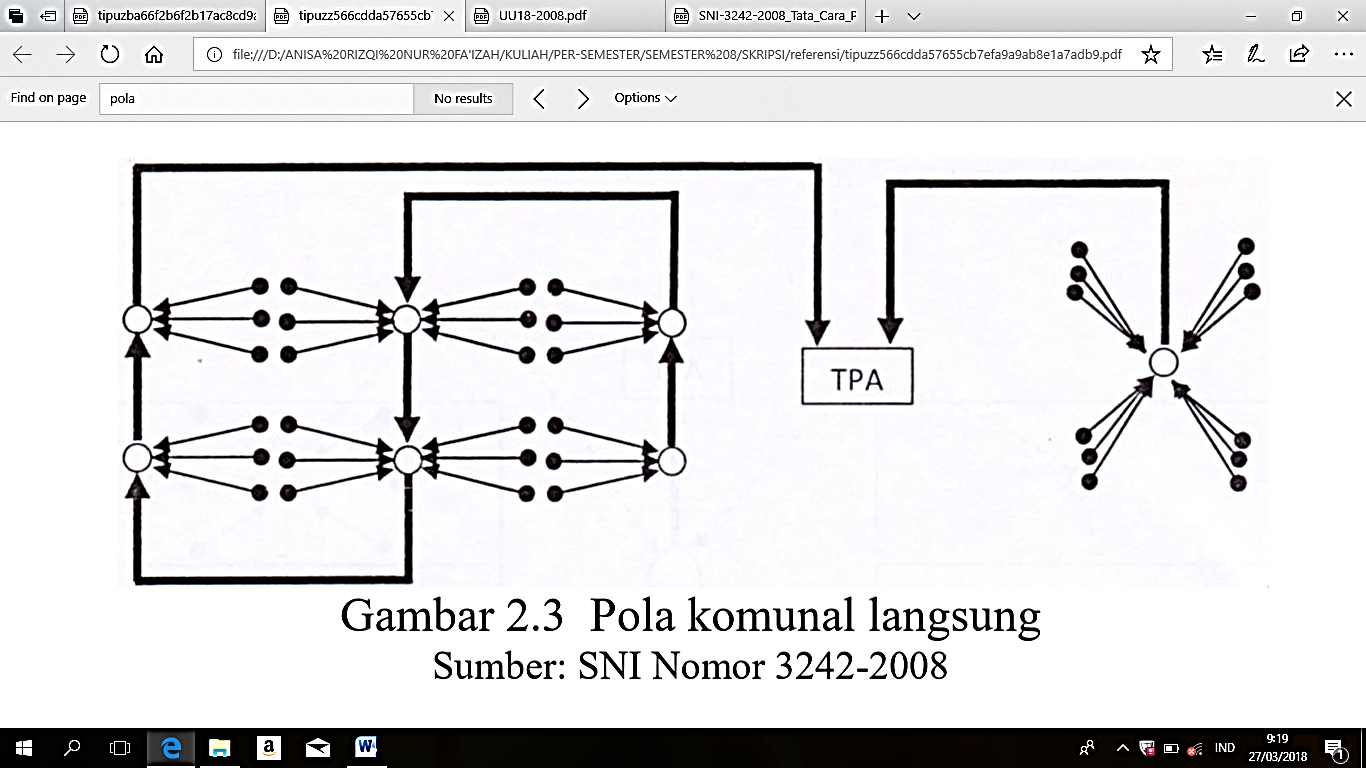 tipuzba66f2b6f2b17ac8cd9a
tipuzz566cdda57655cb
UU18-2008.pdf
SNI-3242-2008_Tata_Cara_P
file:///D:/ANISA%20RIZQI%20NUR%20FA'IZAH/KULIAH/PER-SEMESTER/SEMESTER%208/SKRIPSI/referensi/tipuzz566cdda57655cb7efa9a9ab8e1a7adb9.pdf
Find on page
pola
No results
Options
TPA
Gambar 2.3 Pola komunal langsung
Sumber: SNI Nomor 3242-2008
IND
9:19
27/03/2018